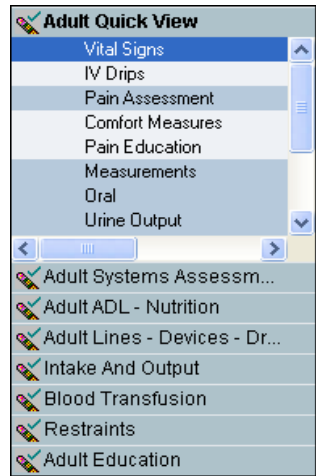 Adult Quick View
Vital Signs
IV Drips
Pain Assessment
Comfort Measures
Pain Education
Measurements
Oral
Urine Output
Adult Systems Assessm...
Adult ADL - Nutrition
Adult Lines - Devices - Dr...
Intake And Output
Blood Transfusion
Restraints
Adult Education